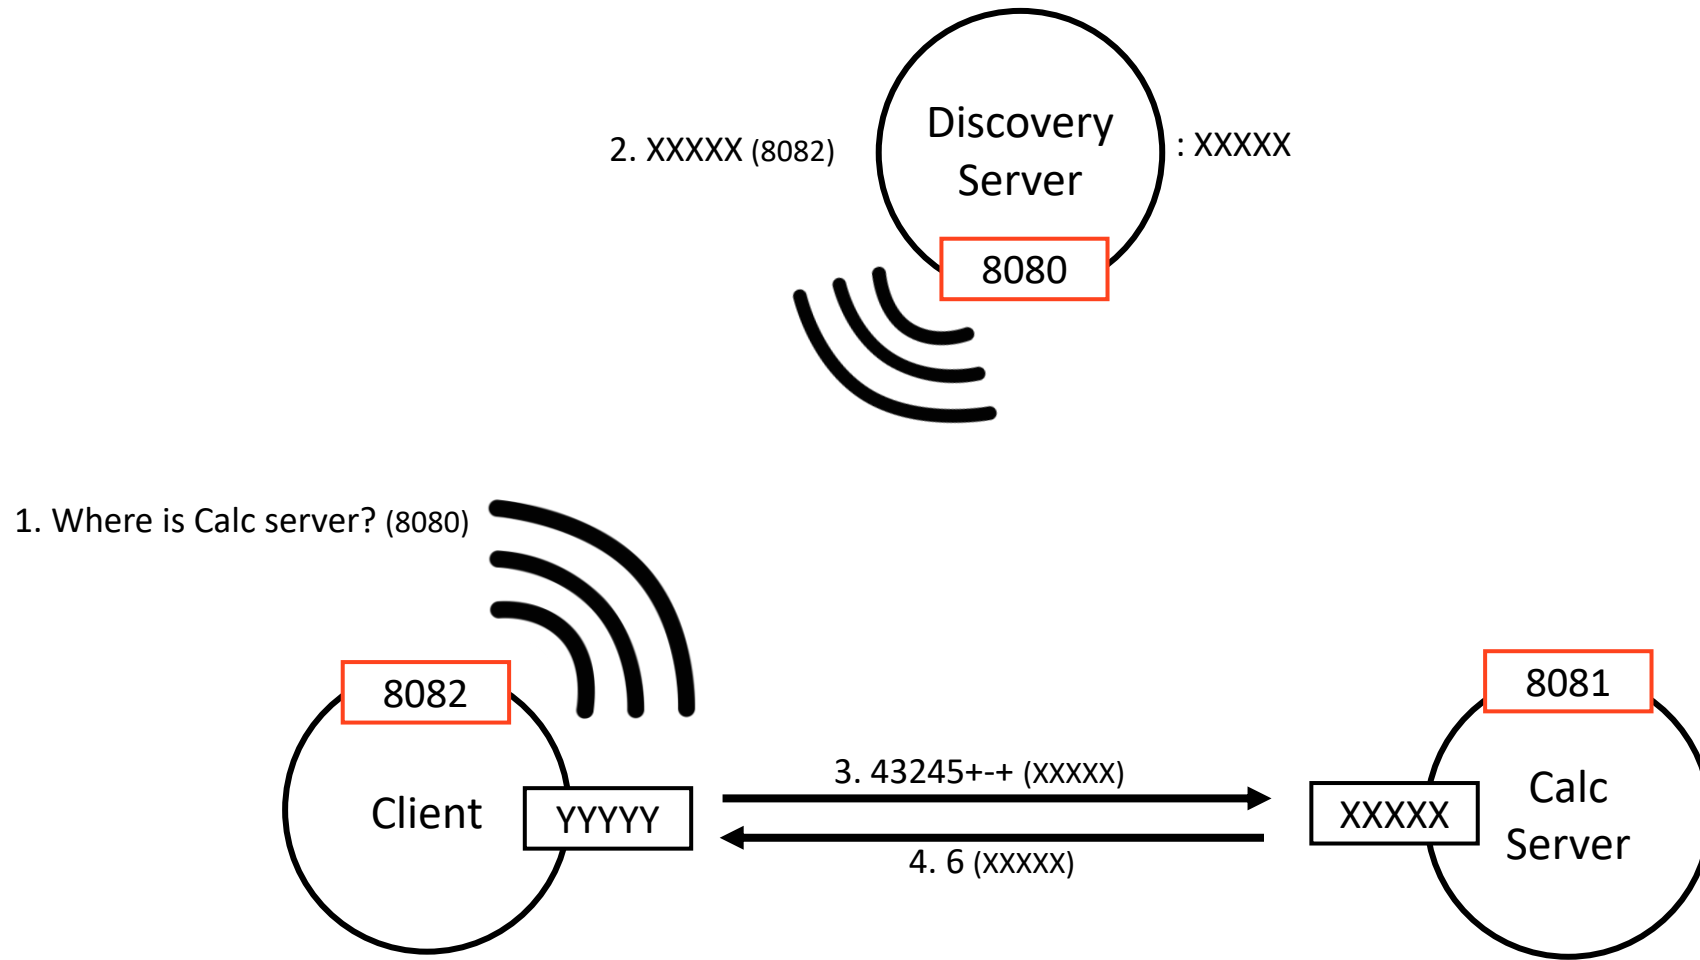 Discovery
Server
2. XXXXX (8082)
: XXXXX
8080
1. Where is Calc server? (8080)
8082
8081
3. 43245+-+ (XXXXX)
Client
YYYYY
XXXXX
Calc
Server
4. 6 (XXXXX)